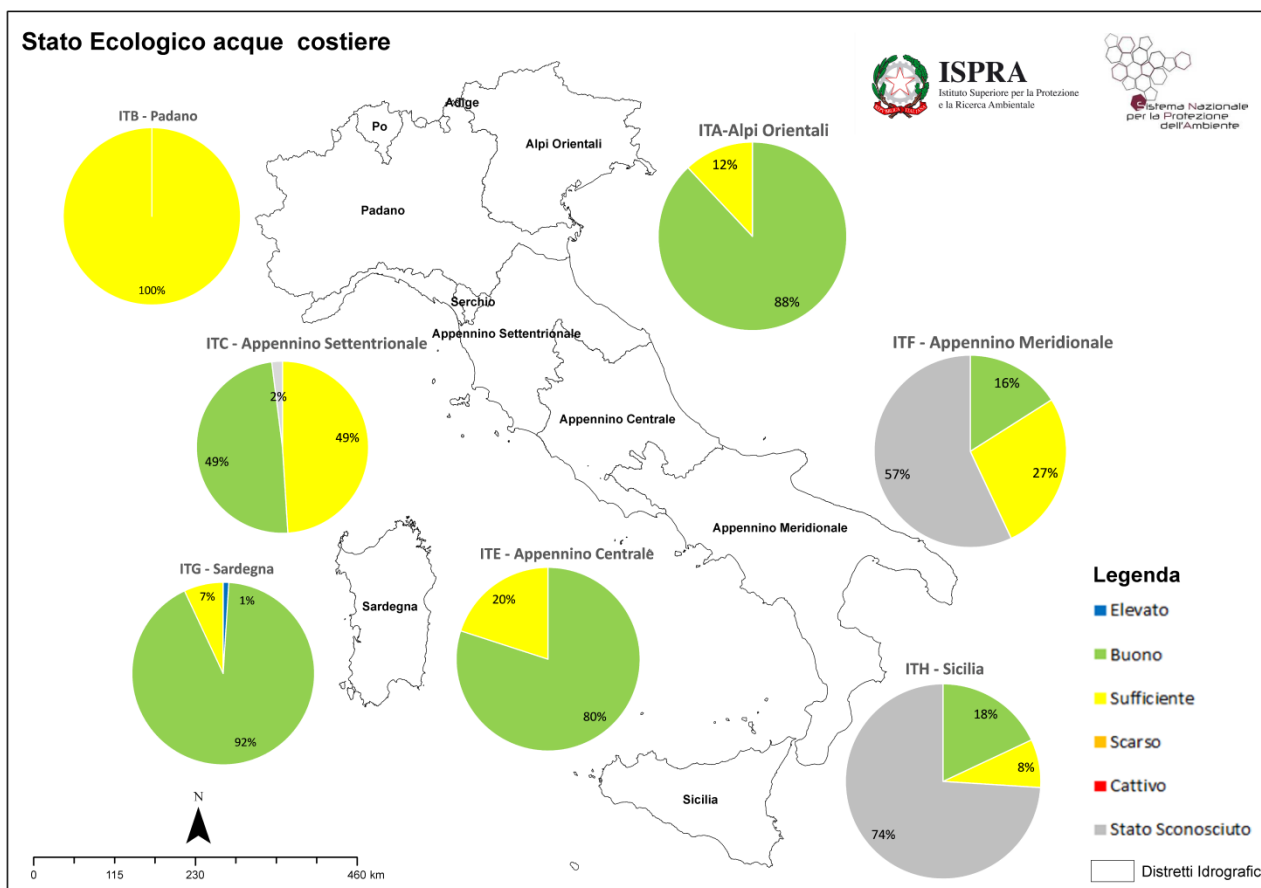 Stato Ecologico acque costiere
ISPRA
Istituto Superiore per la Protezione
e la Ricerca Ambientale
Sistema Nazionale
per la Protezione
dell'Ambiente
ITB - Padano
100%
Adige
Po
Alpi Orientali
Padano
ITA-Alpi Orientali
12%
88%
Serchio
Appennino Settentrionale
ITC - Appennino Settentrionale
2%
49%
49%
Appennino Centrale
ITF - Appennino Meridionale
16%
27%
57%
Appennino Meridionale
ITG - Sardegna
7%
1%
92%
Sardegna
ITE - Appennino Centrale
20%
80%
ITH - Sicilia
18%
8%
74%
Sicilia
Legenda
Elevato
Buono
Sufficiente
Scarso
Cattivo
Stato Sconosciuto
Distretti Idrografic
N
0 115 230 460 km